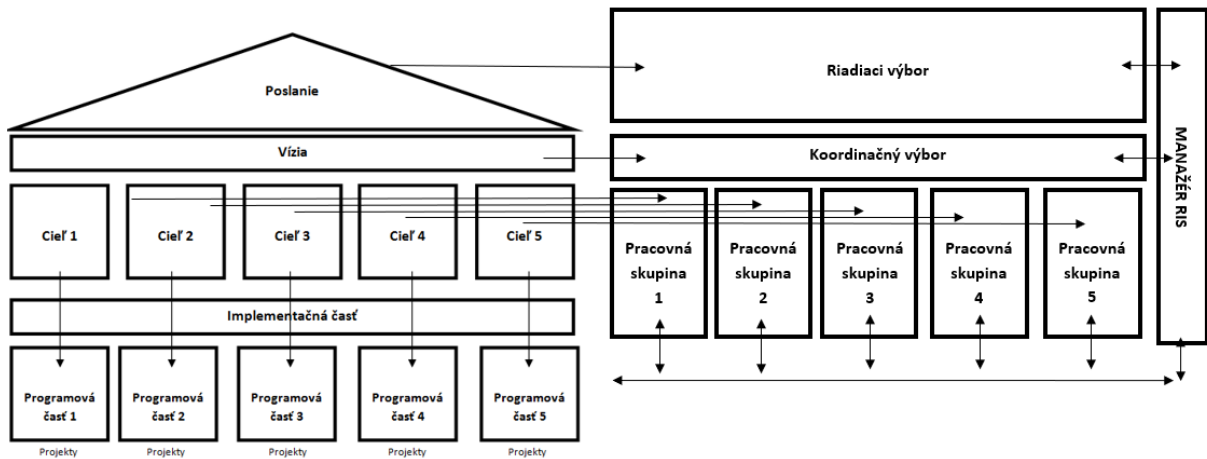 Poslanie
Vízia
Cieľ 1
Cieľ 2
Cieľ 3
Cieľ 4
Cieľ 5
Implementačná časť
Programová
časť 1
Programová
časť 2
Programová
časť 3
Programová
časť 4
Programová
časť 5
Projekty
Projekty
Projekty
Projekty
Projekty
Riadiaci výbor
Koordinačný výbor
Pracovná
skupina
1
Pracovná
skupina
2
Pracovná
skupina
3
Pracovná
skupina
4
Pracovná
skupina
5
MANAŽÉR RIS